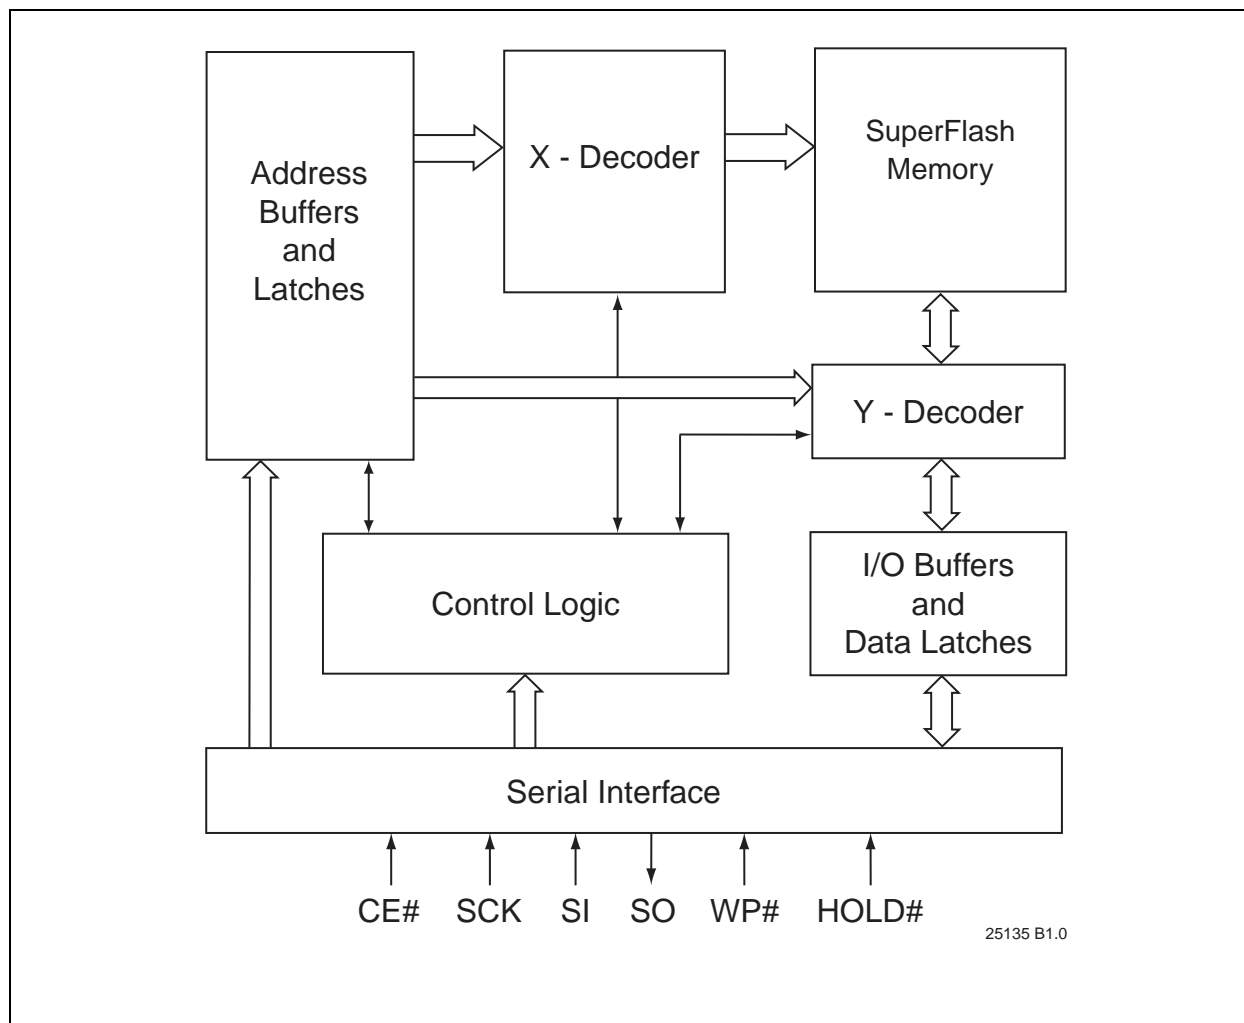 Address
Buffers
and
Latches
X - Decoder
SuperFlash
Memory
Y - Decoder
Control Logic
I/O Buffers
and
Data Latches
Serial Interface
CE# SCK SI SO WP# HOLD#
25135 B1.0